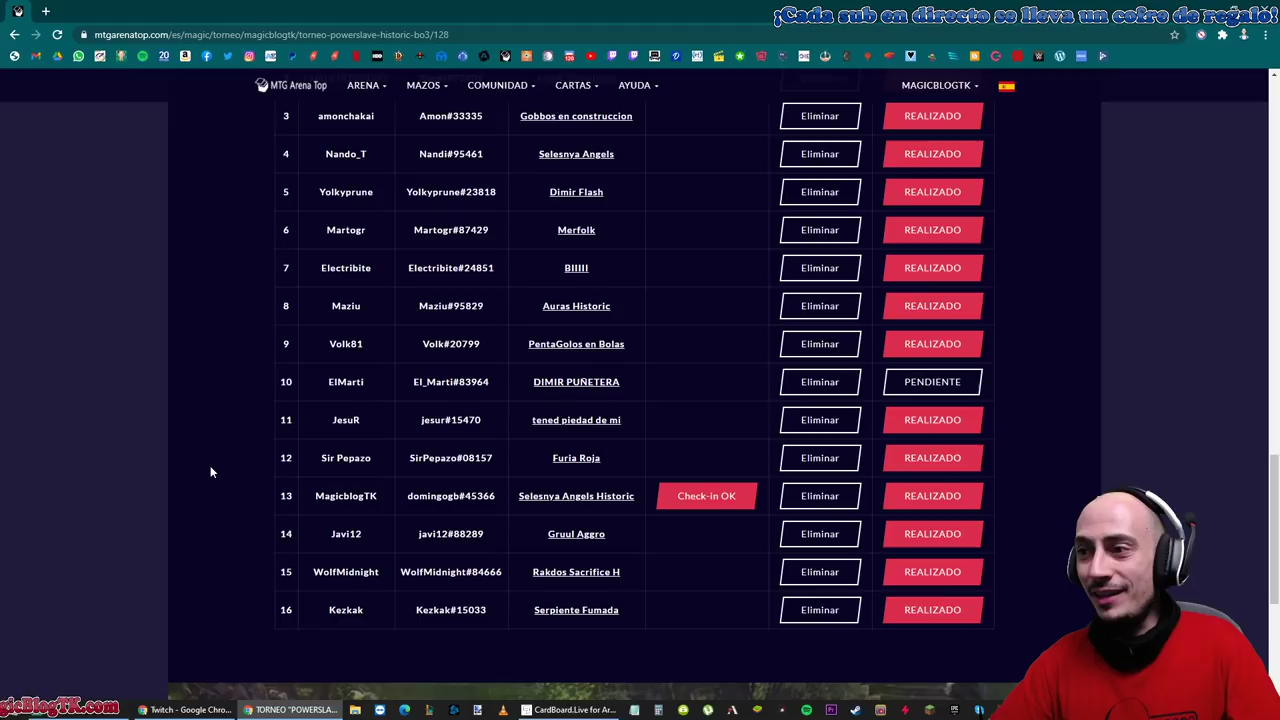 ¡Cada sub en directo se lleva un cofre de regalo!
mtgarenatop.com/es/magic/torneo/magicblogtk/torneo-powerslave-historic-bo3/128
MTG Arena Top ARENA MAZOS COMUNIDAD CARTAS AYUDA MAGICBLOGTK
3 amonchakai Amon#33335 Gobbos en construccion Eliminar REALIZADO
4 Nando_T Nandi#95461 Selesnya Angels Eliminar REALIZADO
5 Yolkyprune Yolkyprune#23818 Dimir Flash Eliminar REALIZADO
6 Martogr Martogr#87429 Merfolk Eliminar REALIZADO
7 Electribite Electribite#24851 BIIIII Eliminar REALIZADO
8 Maziu Maziu#95829 Auras Historic Eliminar REALIZADO
9 Volk81 Volk#20799 PentaGolos en Bolas Eliminar REALIZADO
10 ElMarti El_Marti#83964 DIMIR PUÑETERA Eliminar PENDIENTE
11 JesuR jesur#15470 tened piedad de mi Eliminar REALIZADO
12 Sir Pepazo SirPepazo#08157 Furia Roja Eliminar REALIZADO
13 MagicblogTK domingogb#45366 Selesnya Angels Historic Check-in OK Eliminar REALIZADO
14 Javi12 javi12#88289 Gruul Aggro Eliminar REALIZADO
15 WolfMidnight WolfMidnight#84666 Rakdos Sacrifice H Eliminar REALIZADO
16 Kezkak Kezkak#15033 Serpiente Fumada Eliminar REALIZADO
agicBlogTK.com Twitch - Google Chro... TORNEO "POWERSLA... CardBoard.Live for Ar...